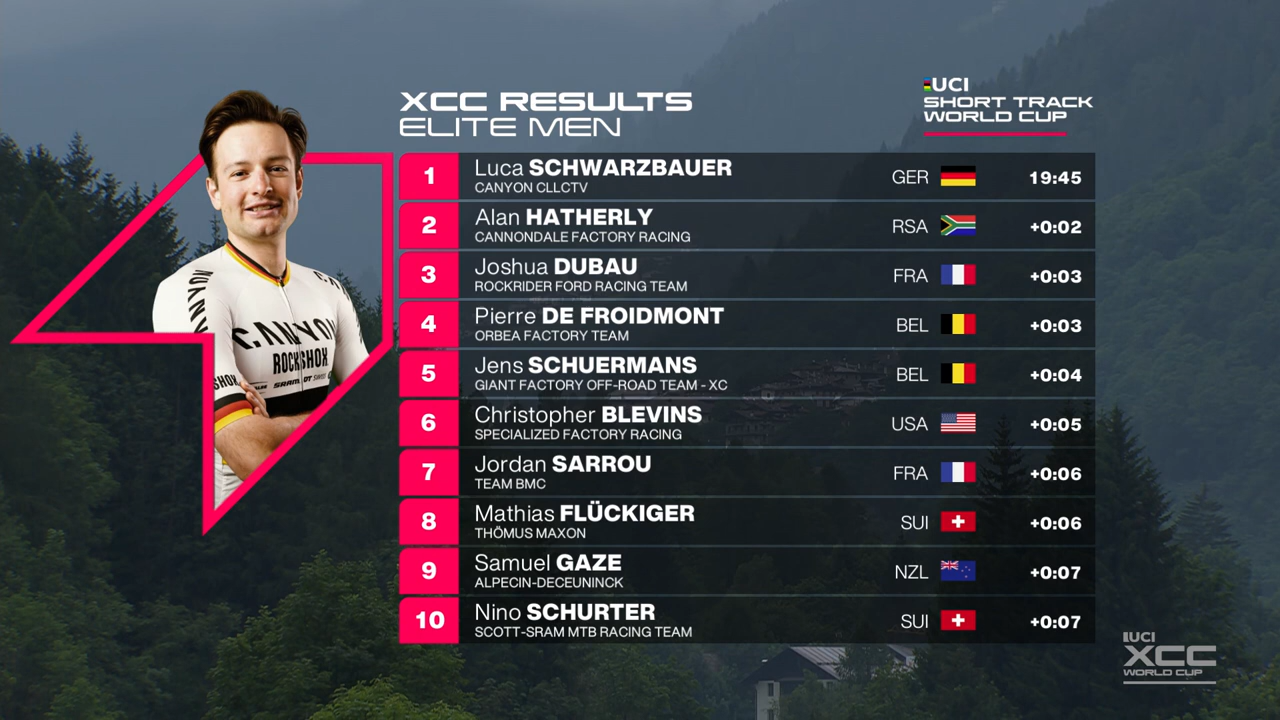 XCC RESULTS
ELITE MEN
UCI
SHORT TRACK
WORLD CUP
1 Luca SCHWARZBAUER GER 19:45
CANYON CLLCTV
2 Alan HATHERLY RSA +0:02
CANNONDALE FACTORY RACING
3 Joshua DUBAU FRA +0:03
ROCKRIDER FORD RACING TEAM
4 Pierre DE FROIDMONT BEL +0:03
ORBEA FACTORY TEAM
5 Jens SCHUERMANS BEL +0:04
GIANT FACTORY OFF-ROAD TEAM - XC
6 Christopher BLEVINS USA +0:05
SPECIALIZED FACTORY RACING
7 Jordan SARROU FRA +0:06
TEAM BMC
8 Mathias FLÜCKIGER SUI +0:06
THÖMUS MAXON
9 Samuel GAZE NZL +0:07
ALPECIN-DECEUNINCK
10 Nino SCHURTER SUI +0:07
SCOTT-SRAM MTB RACING TEAM
CANYON
ROCKSHOX
SRAM
UCI
XCC
WORLD CUP